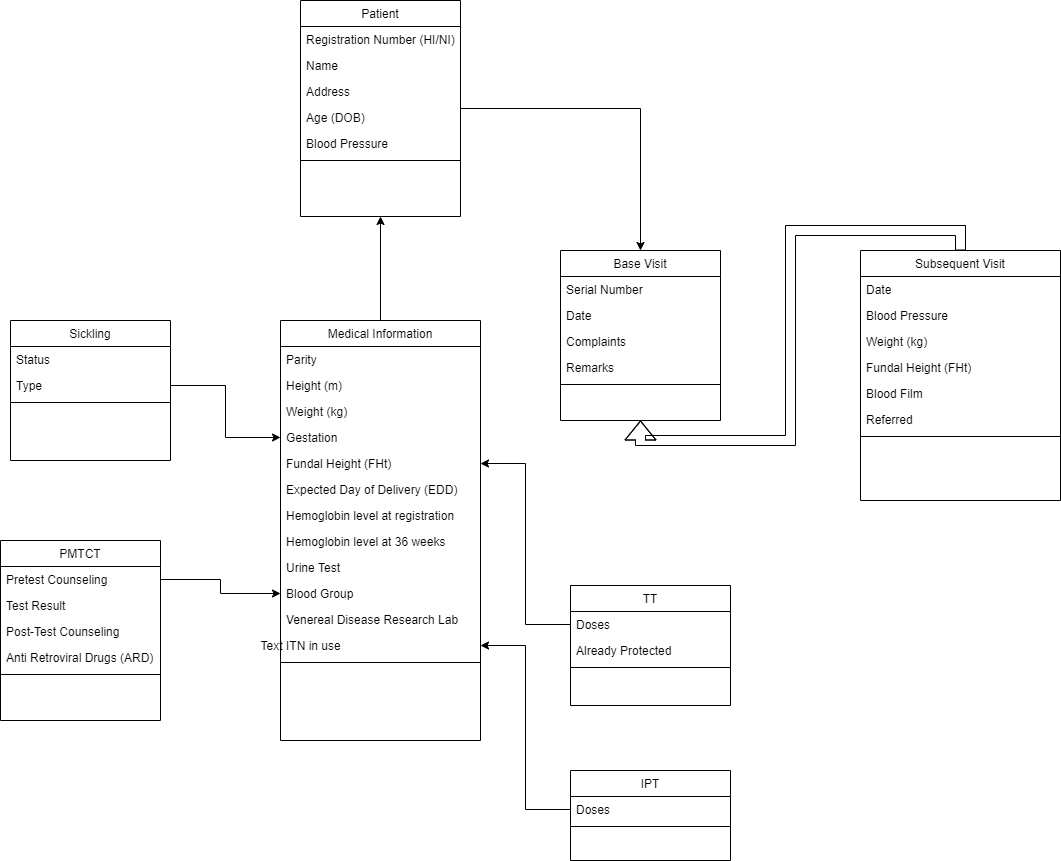 Patient
Registration Number (HI/NI)
Name
Address
Age (DOB)
Blood Pressure
Base Visit
Serial Number
Date
Complaints
Remarks
Subsequent Visit
Date
Blood Pressure
Weight (kg)
Fundal Height (FHt)
Blood Film
Referred
Sickling
Status
Type
Medical Information
Parity
Height (m)
Weight (kg)
Gestation
Fundal Height (FHt)
Expected Day of Delivery (EDD)
Hemoglobin level at registration
Hemoglobin level at 36 weeks
Urine Test
Blood Group
Venereal Disease Research Lab
Text ITN in use
PMTCT
Pretest Counseling
Test Result
Post-Test Counseling
Anti Retroviral Drugs (ARD)
TT
Doses
Already Protected
IPT
Doses